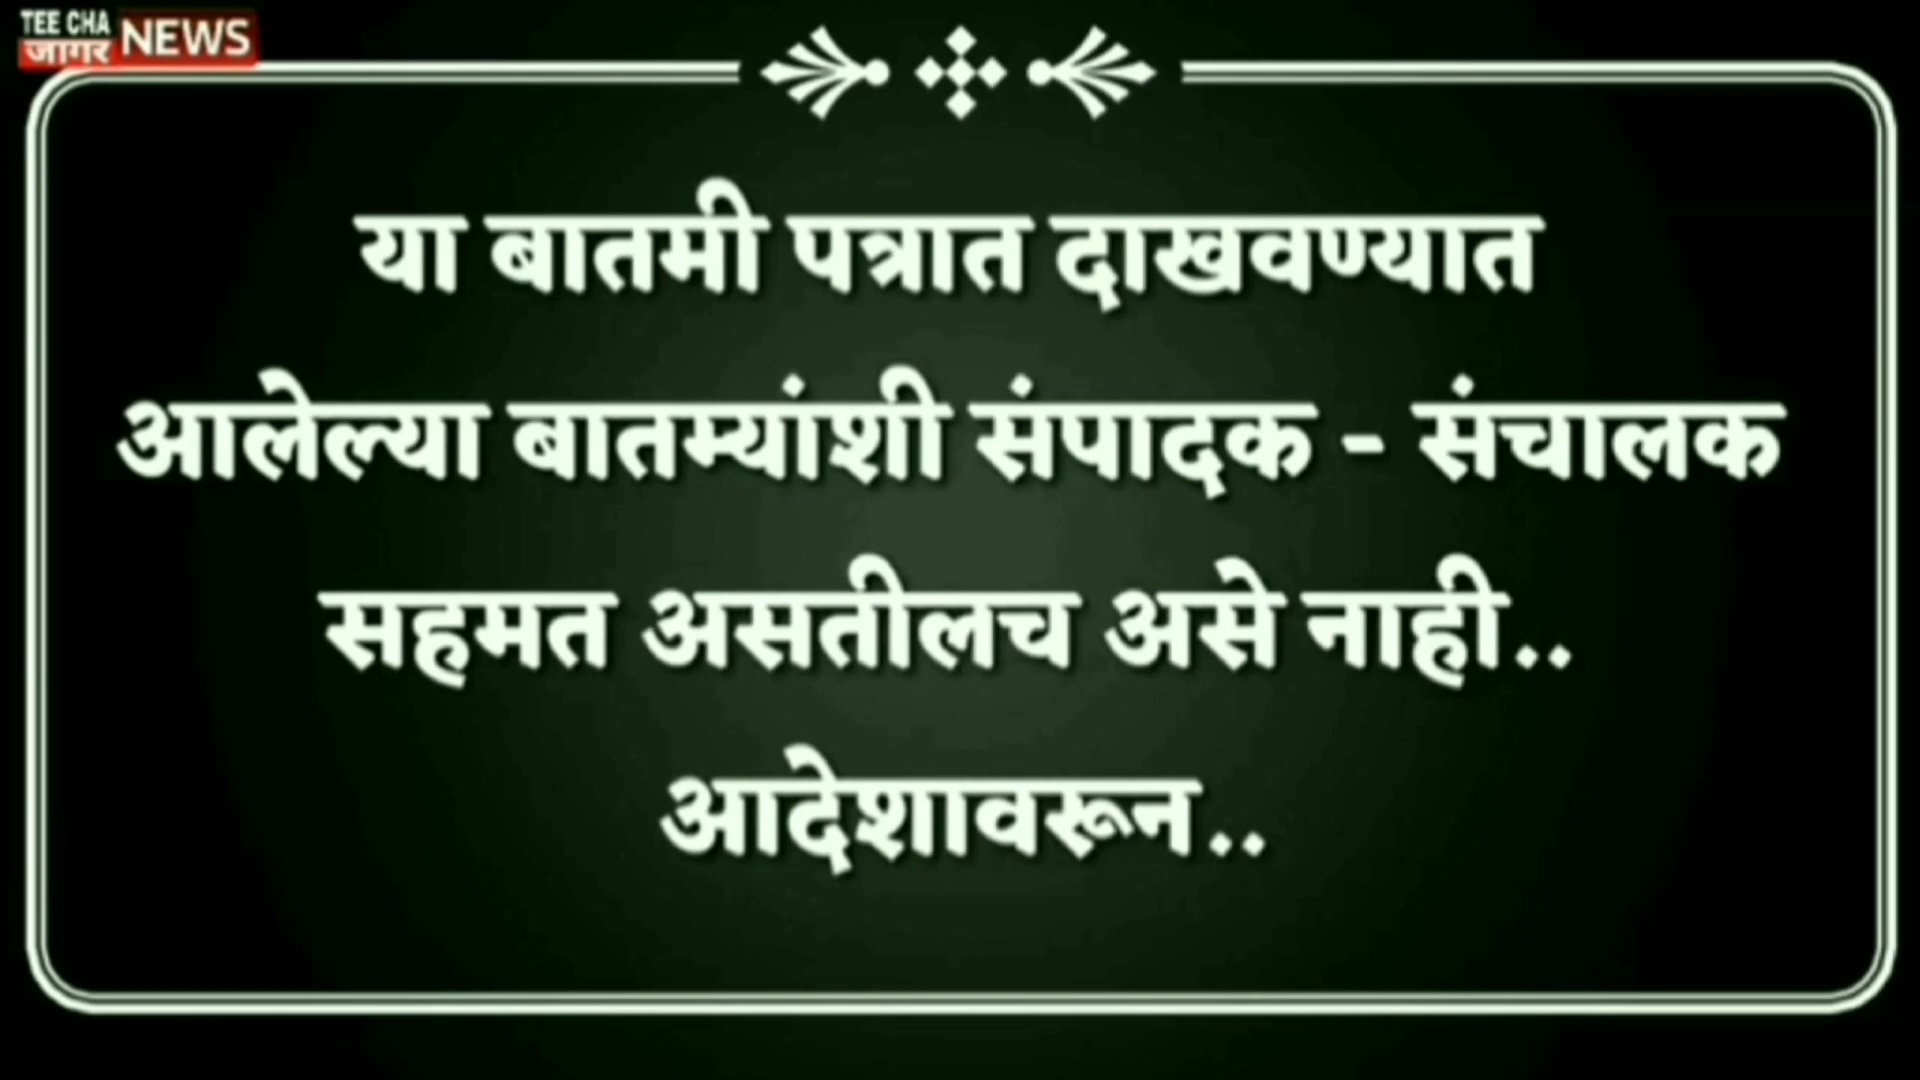 TEE CHA
जागर NEWS
या बातमी पत्रात दाखवण्यात
आलेल्या बातम्यांशी संपादक - संचालक
सहमत असतीलच असे नाही..
आदेशावरून..